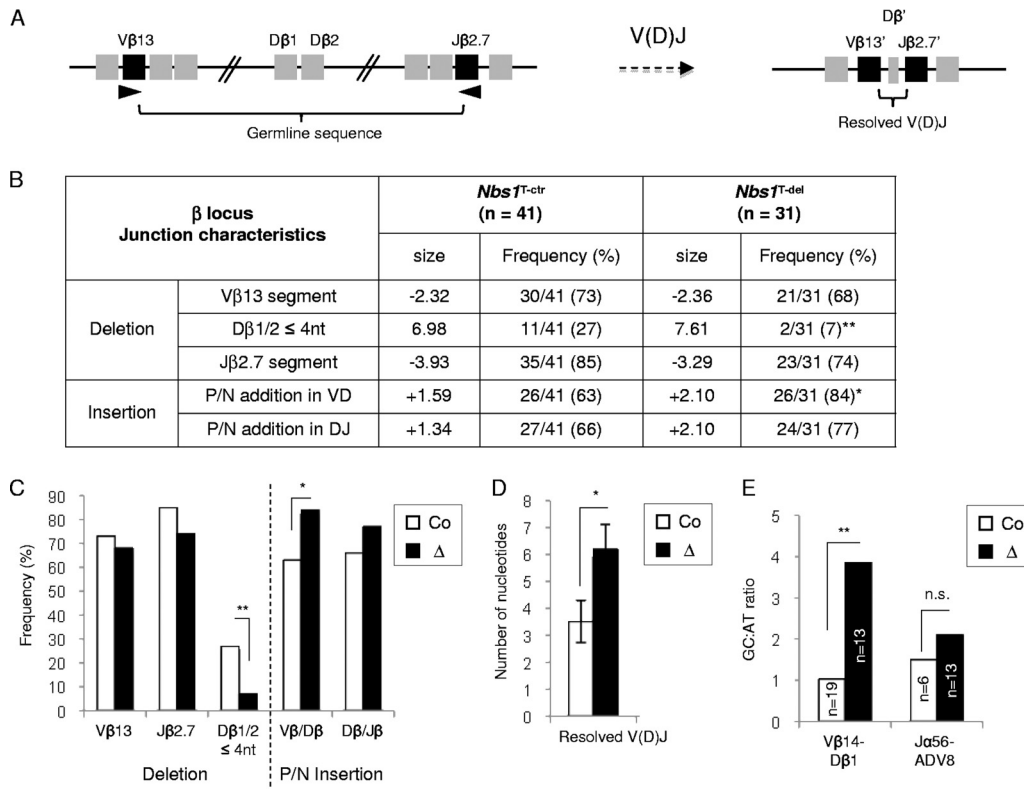 A
Vβ13
Dβ1 Dβ2
Jβ2.7
Germline sequence
V(D)J
Dβ'
Vβ13' Jβ2.7'
Resolved V(D)J
B
β locus
Junction characteristics
Nbs1T-ctr
(n = 41)
Nbs1T-del
(n = 31)
size Frequency (%) size Frequency (%)
Deletion
Vβ13 segment -2.32 30/41 (73) -2.36 21/31 (68)
Dβ1/2 ≤ 4nt 6.98 11/41 (27) 7.61 2/31 (7)**
Jβ2.7 segment -3.93 35/41 (85) -3.29 23/31 (74)
Insertion
P/N addition in VD +1.59 26/41 (63) +2.10 26/31 (84)*
P/N addition in DJ +1.34 27/41 (66) +2.10 24/31 (77)
C
Frequency (%)
90
80
70
60
50
40
30
20
10
0
**
*
Co
Δ
Vβ13 Jβ2.7 Dβ1/2 Vβ/Dβ Dβ/Jβ
≤ 4nt
Deletion P/N Insertion
D
Number of nucleotides
8
7
6
5
4
3
2
1
0
*
Co
Δ
Resolved V(D)J
E
GC:AT ratio
5
4
3
2
1
0
**
n.s.
n=19
n=13
n=6
n=13
Co
Δ
Vβ14-
Dβ1
Jα56-
ADV8